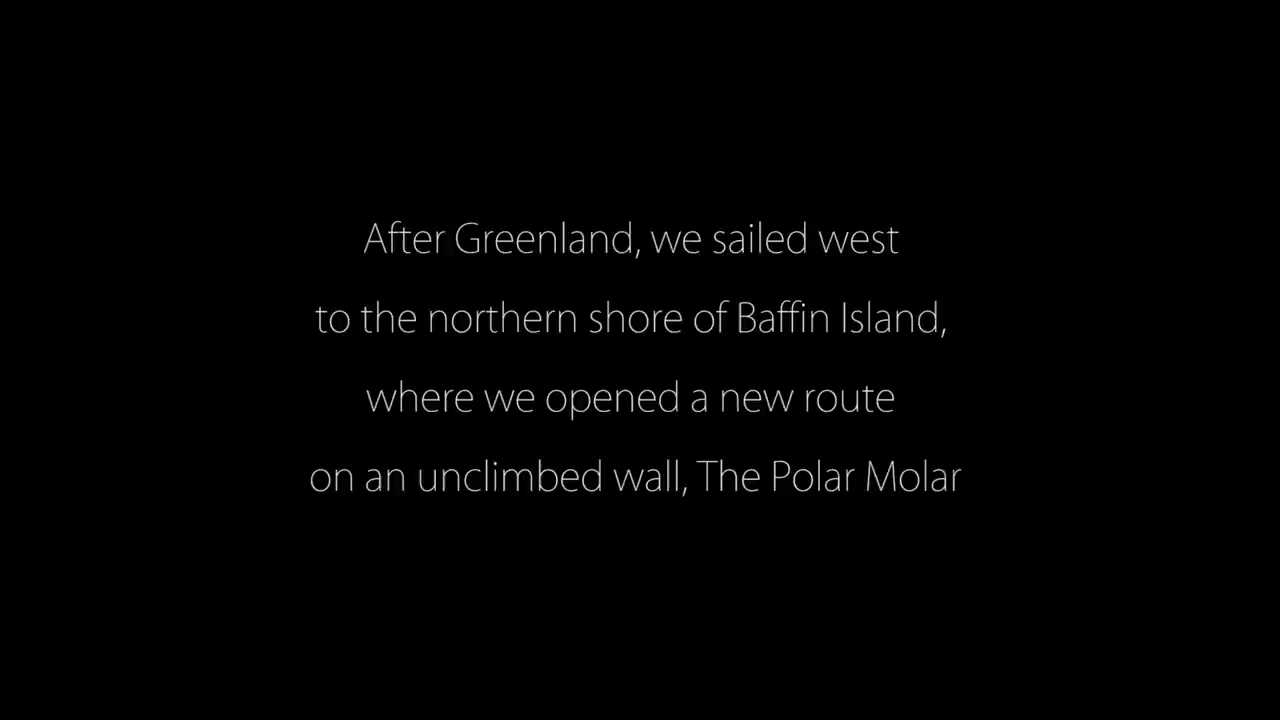 After Greenland, we sailed west
to the northern shore of Baffin Island,
where we opened a new route
on an unclimbed wall, The Polar Molar